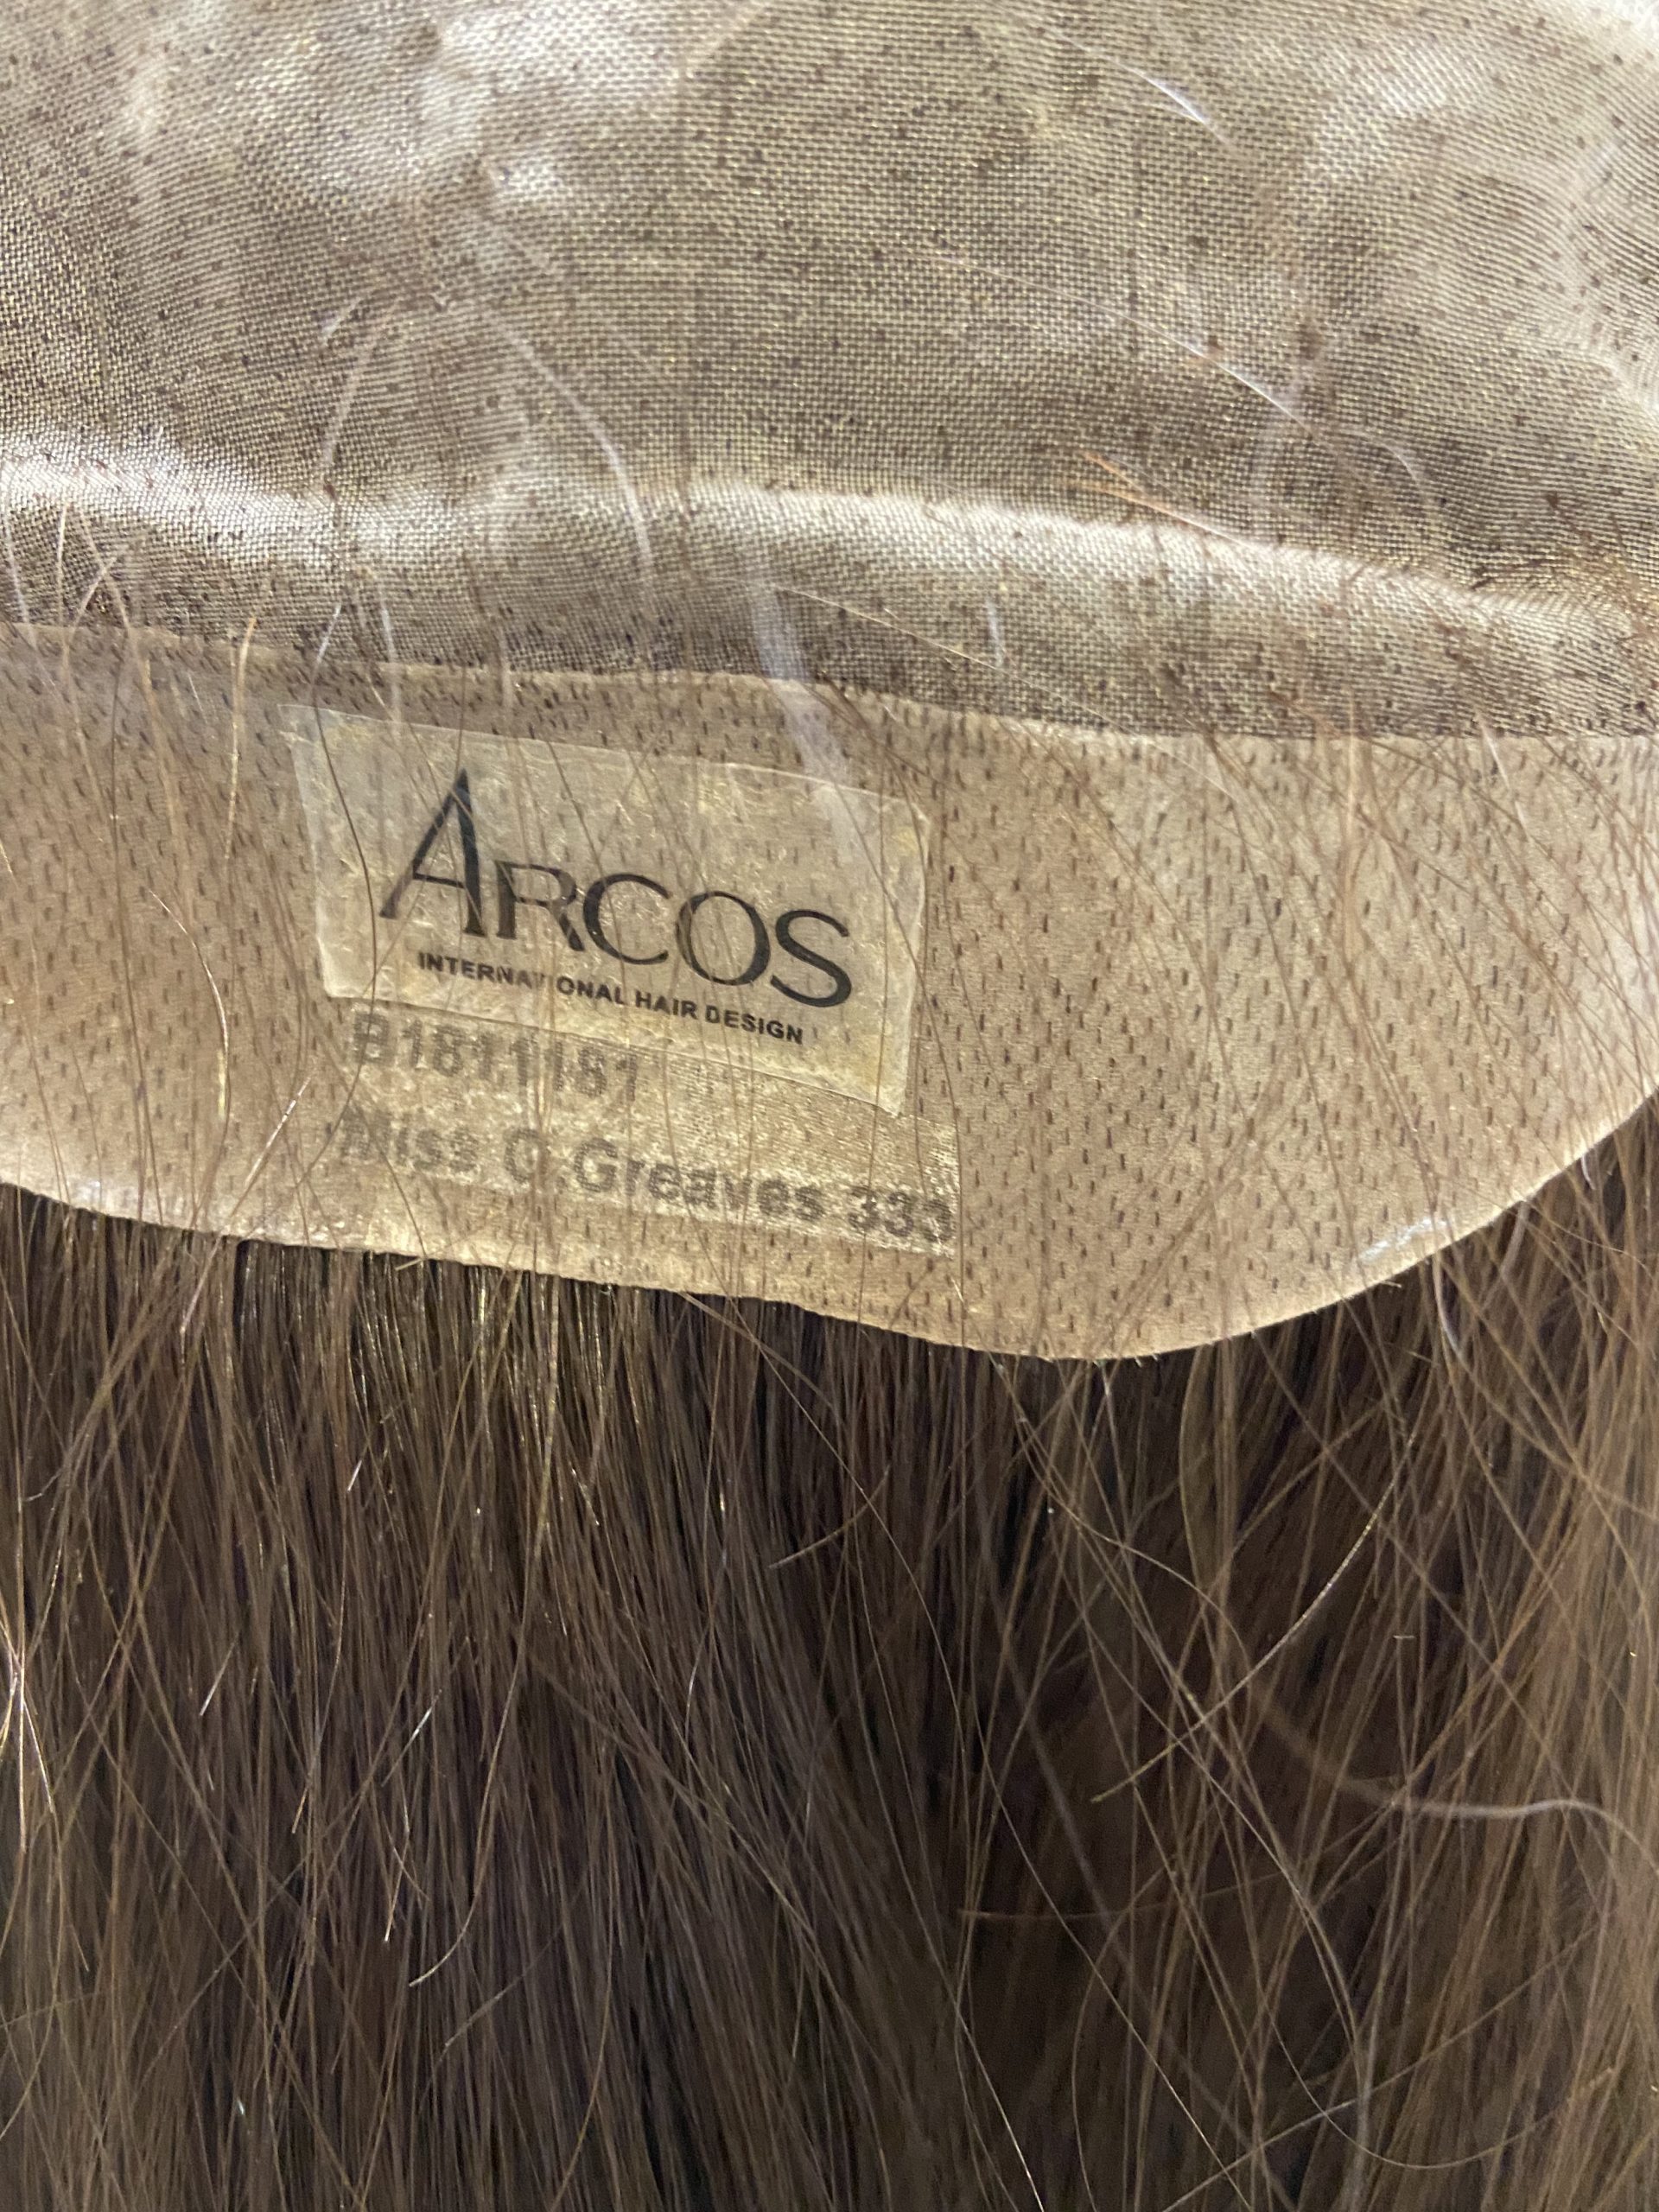 ARCOS
INTERNATIONAL HAIR DESIGN
B1811181
Miss G.Greaves 333